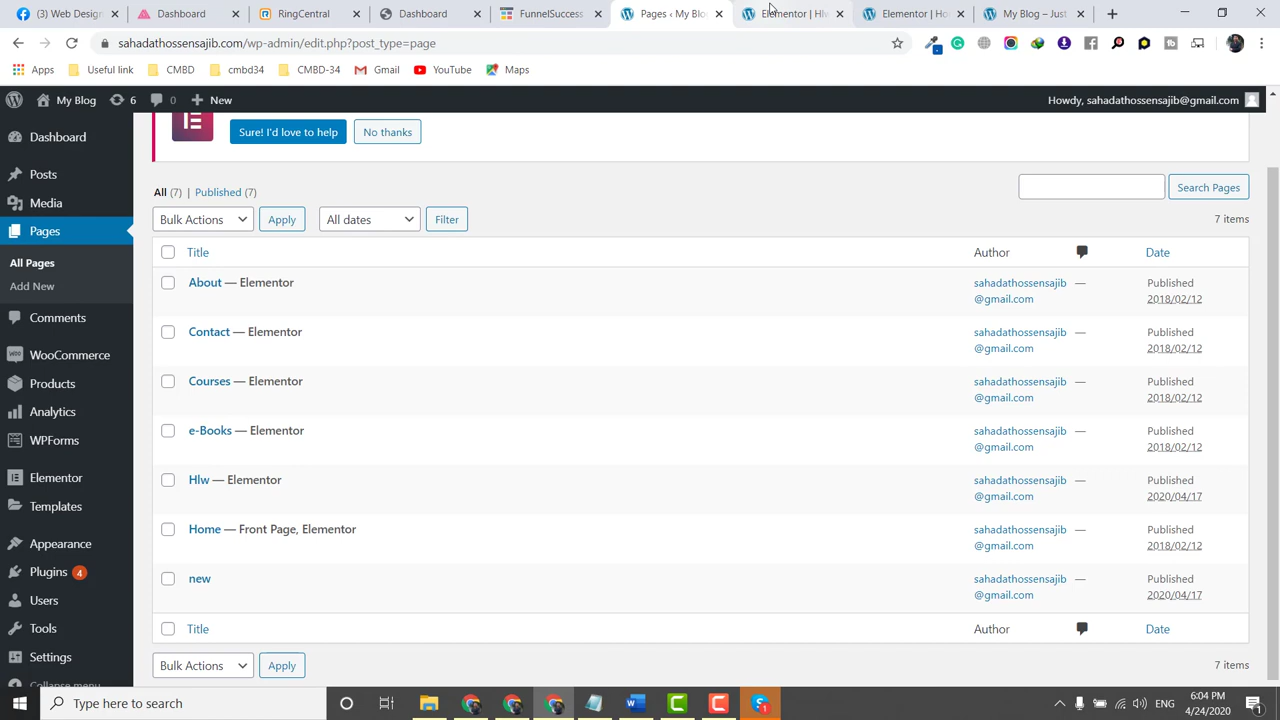 (3) Web Desig
Dashboard
RingCentral
Dashboard
FunnelSuccess
Pages ‹ My Blo
Elementor | Hlw
Elementor | Ho
My Blog – Just
sahadathossensajib.com/wp-admin/edit.php?post_type=page
Apps
Useful link
CMBD
cmbd34
CMBD-34
Gmail
YouTube
Maps
My Blog
6
0
New
Howdy, sahadathossensajib@gmail.com
Dashboard
Posts
Media
Pages
All Pages
Add New
Comments
WooCommerce
Products
Analytics
WPForms
Elementor
Templates
Appearance
Plugins 4
Users
Tools
Settings
Collapse menu
Sure! I'd love to help
No thanks
All (7) | Published (7)
Search Pages
Bulk Actions
Apply
All dates
Filter
7 items
Title
Author
Date
About — Elementor
sahadathossensajib
@gmail.com
—
Published
2018/02/12
Contact — Elementor
sahadathossensajib
@gmail.com
—
Published
2018/02/12
Courses — Elementor
sahadathossensajib
@gmail.com
—
Published
2018/02/12
e-Books — Elementor
sahadathossensajib
@gmail.com
—
Published
2018/02/12
Hlw — Elementor
sahadathossensajib
@gmail.com
—
Published
2020/04/17
Home — Front Page, Elementor
sahadathossensajib
@gmail.com
—
Published
2018/02/12
new
sahadathossensajib
@gmail.com
—
Published
2020/04/17
Title
Author
Date
Bulk Actions
Apply
7 items
Type here to search
ENG
6:04 PM
4/24/2020